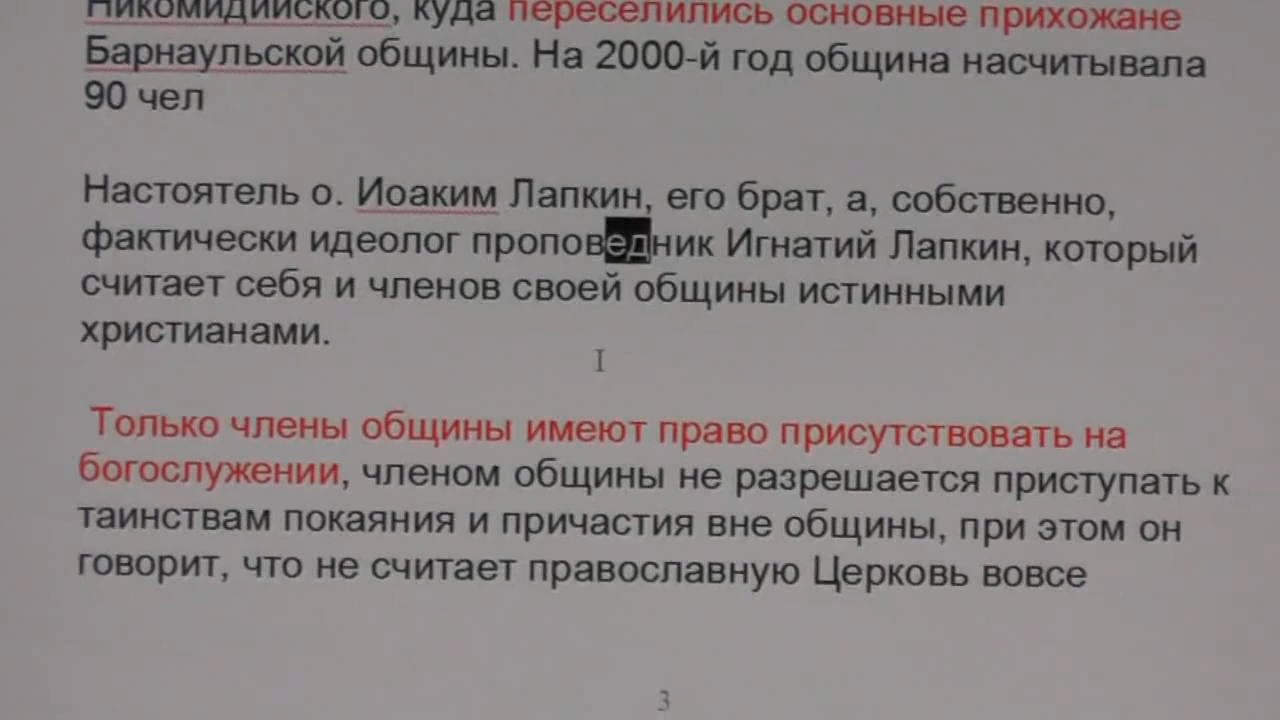 Никомидийского, куда переселились основные прихожане
Барнаульской общины. На 2000-й год община насчитывала
90 чел
Настоятель о. Иоаким Лапкин, его брат, а, собственно,
фактически идеолог проповедник Игнатий Лапкин, который
считает себя и членов своей общины истинными
христианами.
Только члены общины имеют право присутствовать на
богослужении, членом общины не разрешается приступать к
таинствам покаяния и причастия вне общины, при этом он
говорит, что не считает православную Церковь вовсе
3